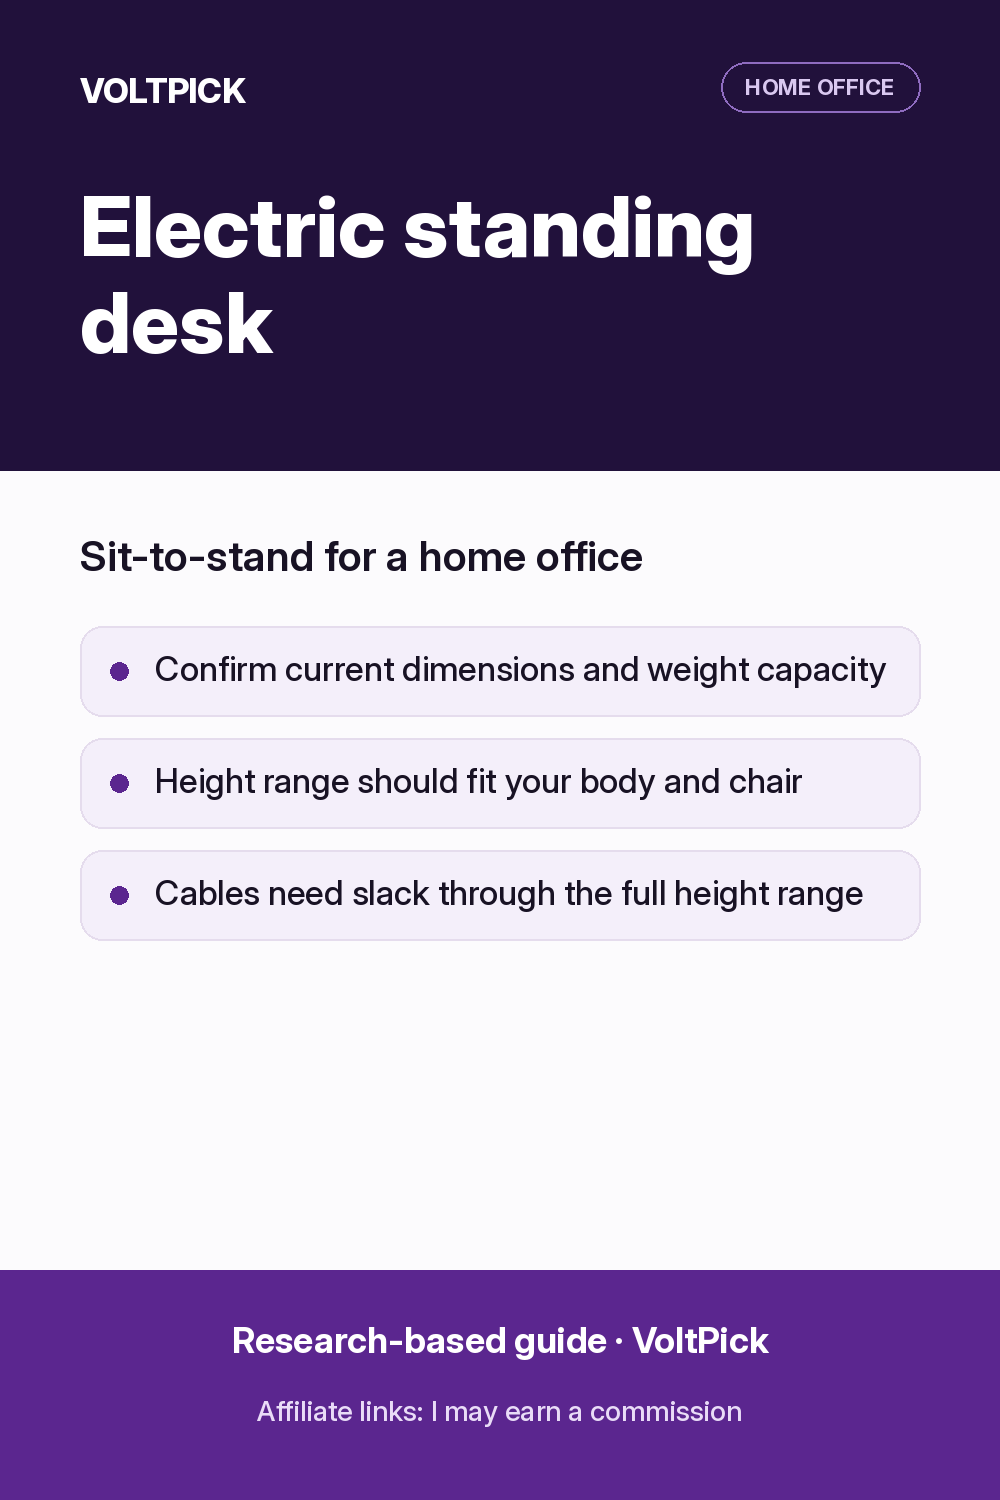 VOLTPICK
HOME OFFICE
Electric standing
desk
Sit-to-stand for a home office
Confirm current dimensions and weight capacity
Height range should fit your body and chair
Cables need slack through the full height range
Research-based guide · VoltPick
Affiliate links: I may earn a commission